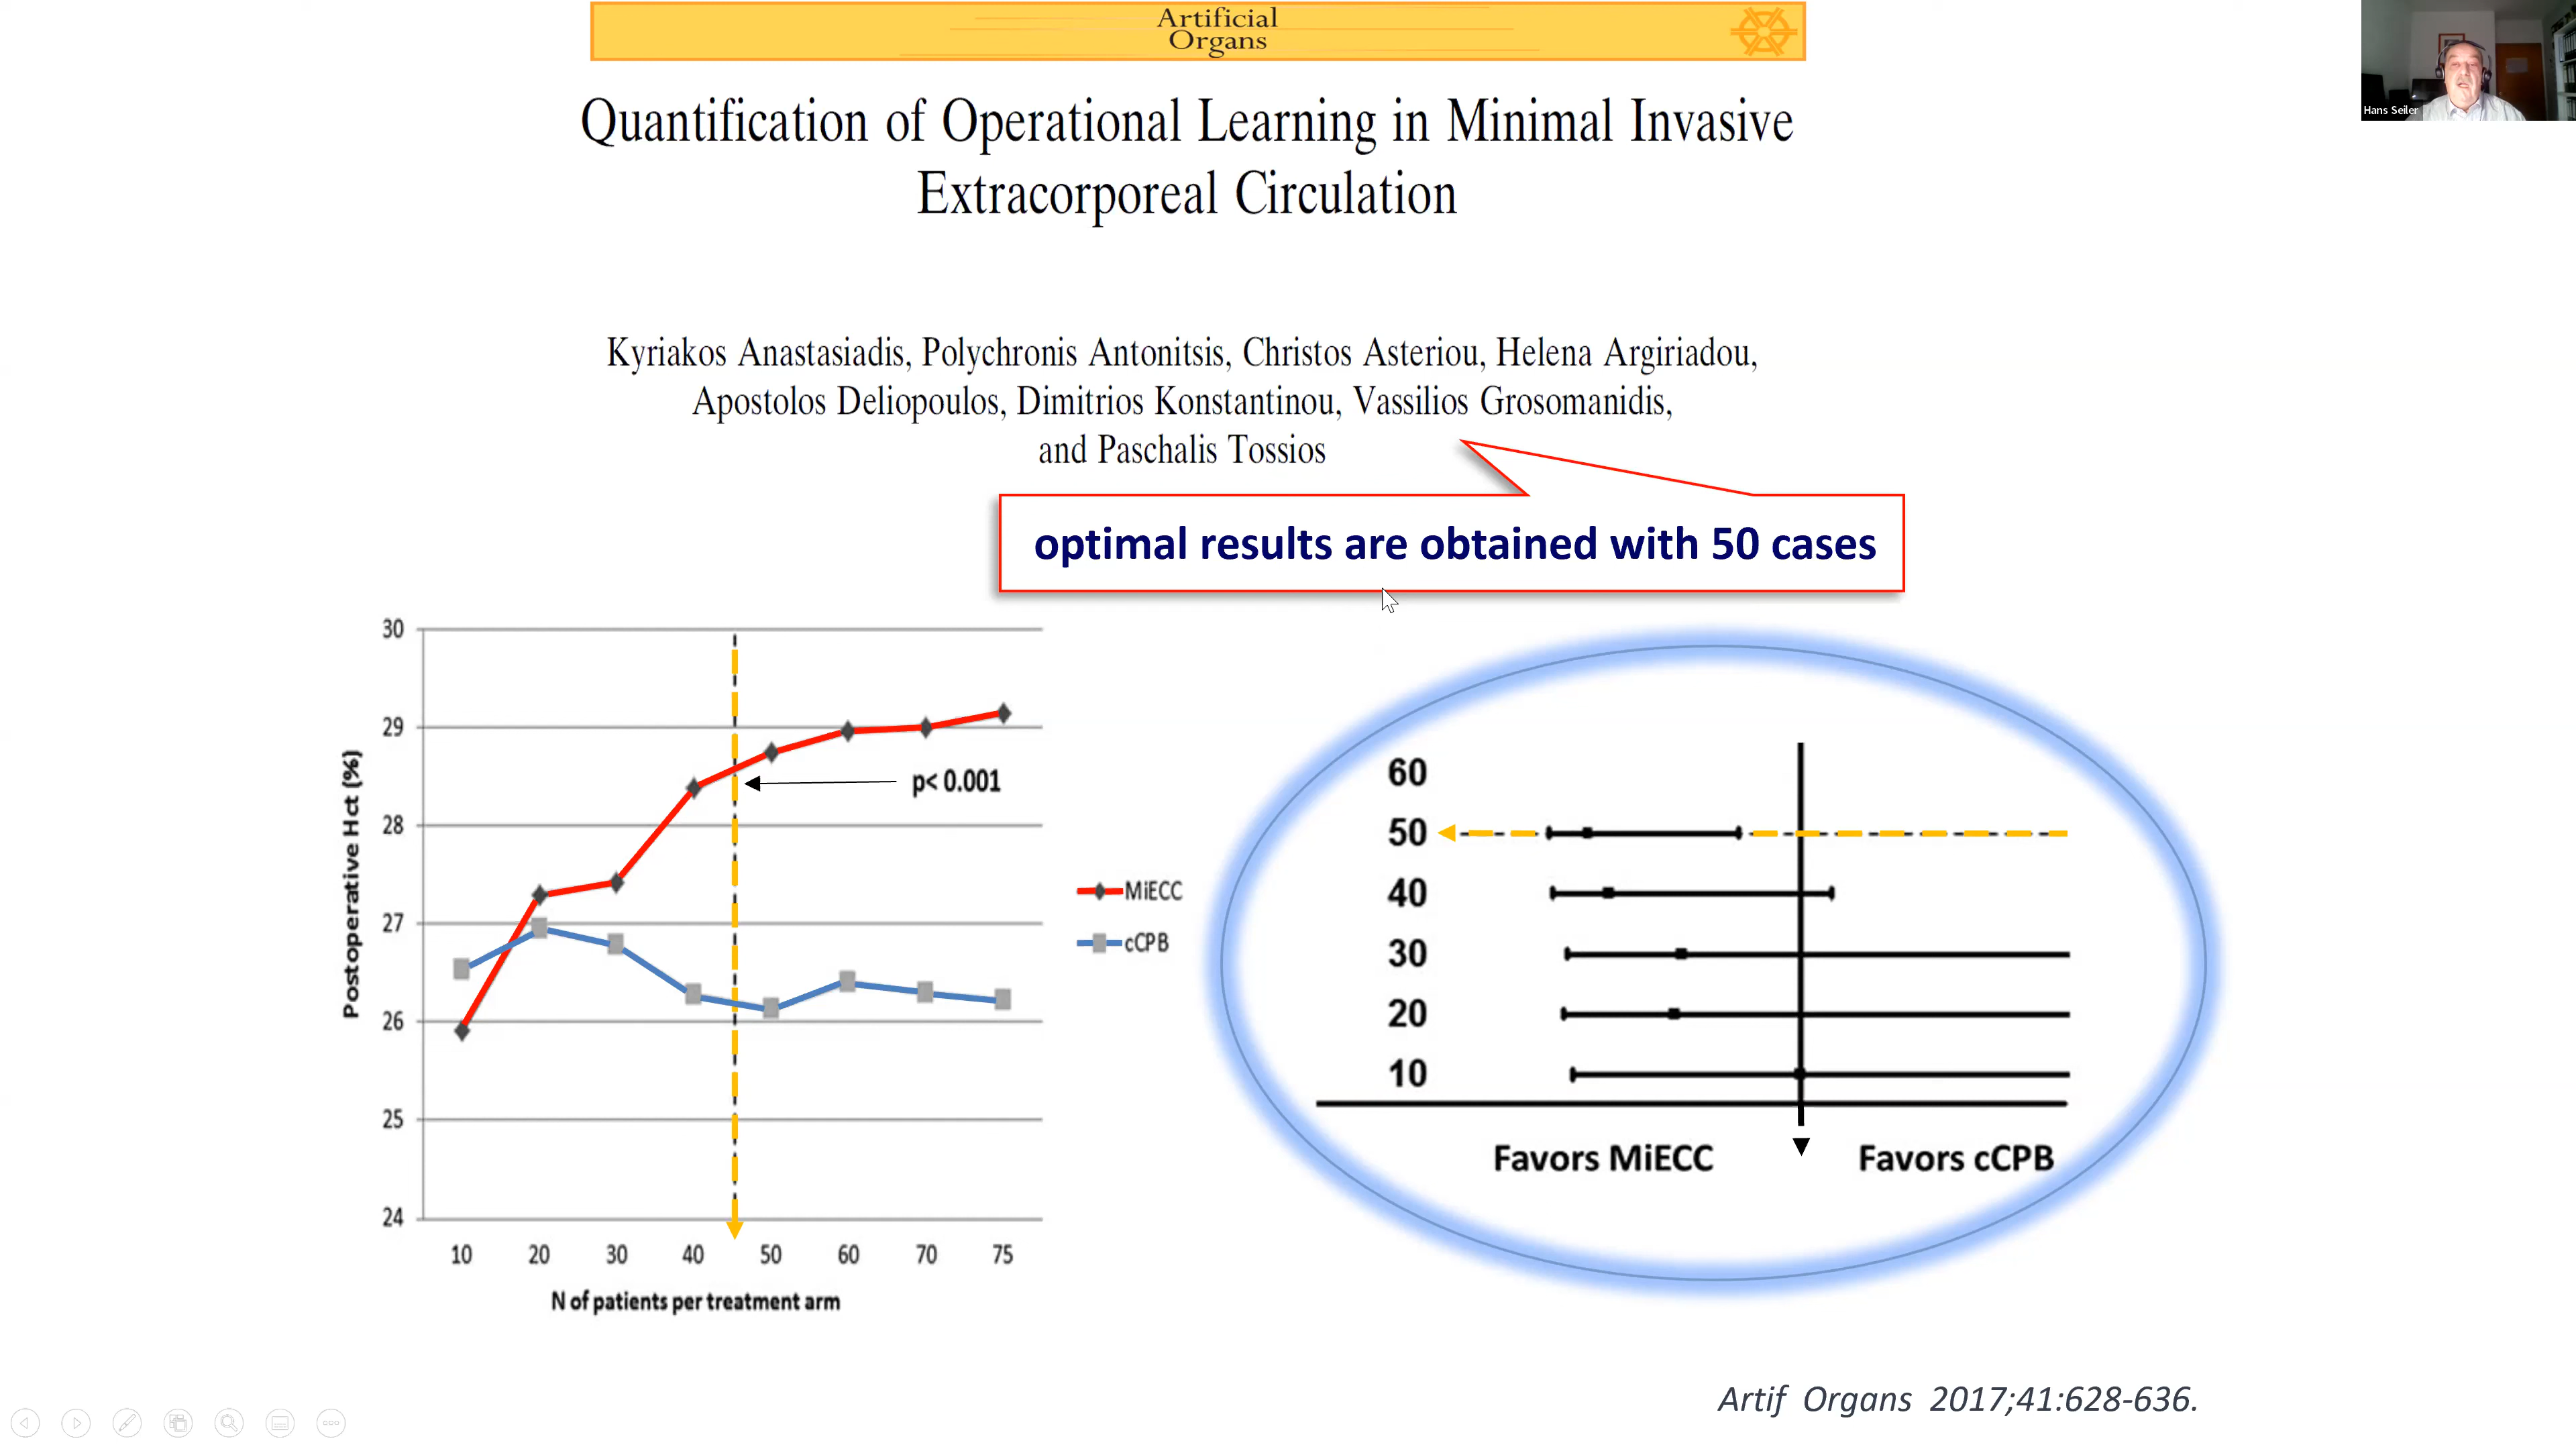 Artificial
Organs
Hans Seiler
Quantification of Operational Learning in Minimal Invasive
Extracorporeal Circulation
Kyriakos Anastasiadis, Polychronis Antonitsis, Christos Asteriou, Helena Argiriadou,
Apostolos Deliopoulos, Dimitrios Konstantinou, Vassilios Grosomanidis,
and Paschalis Tossios
optimal results are obtained with 50 cases
Postoperative Hct (%)
30
29
28
27
26
25
24
p< 0.001
MiECC
cCPB
10 20 30 40 50 60 70 75
N of patients per treatment arm
60
50
40
30
20
10
Favors MiECC Favors cCPB
Artif Organs 2017;41:628-636.